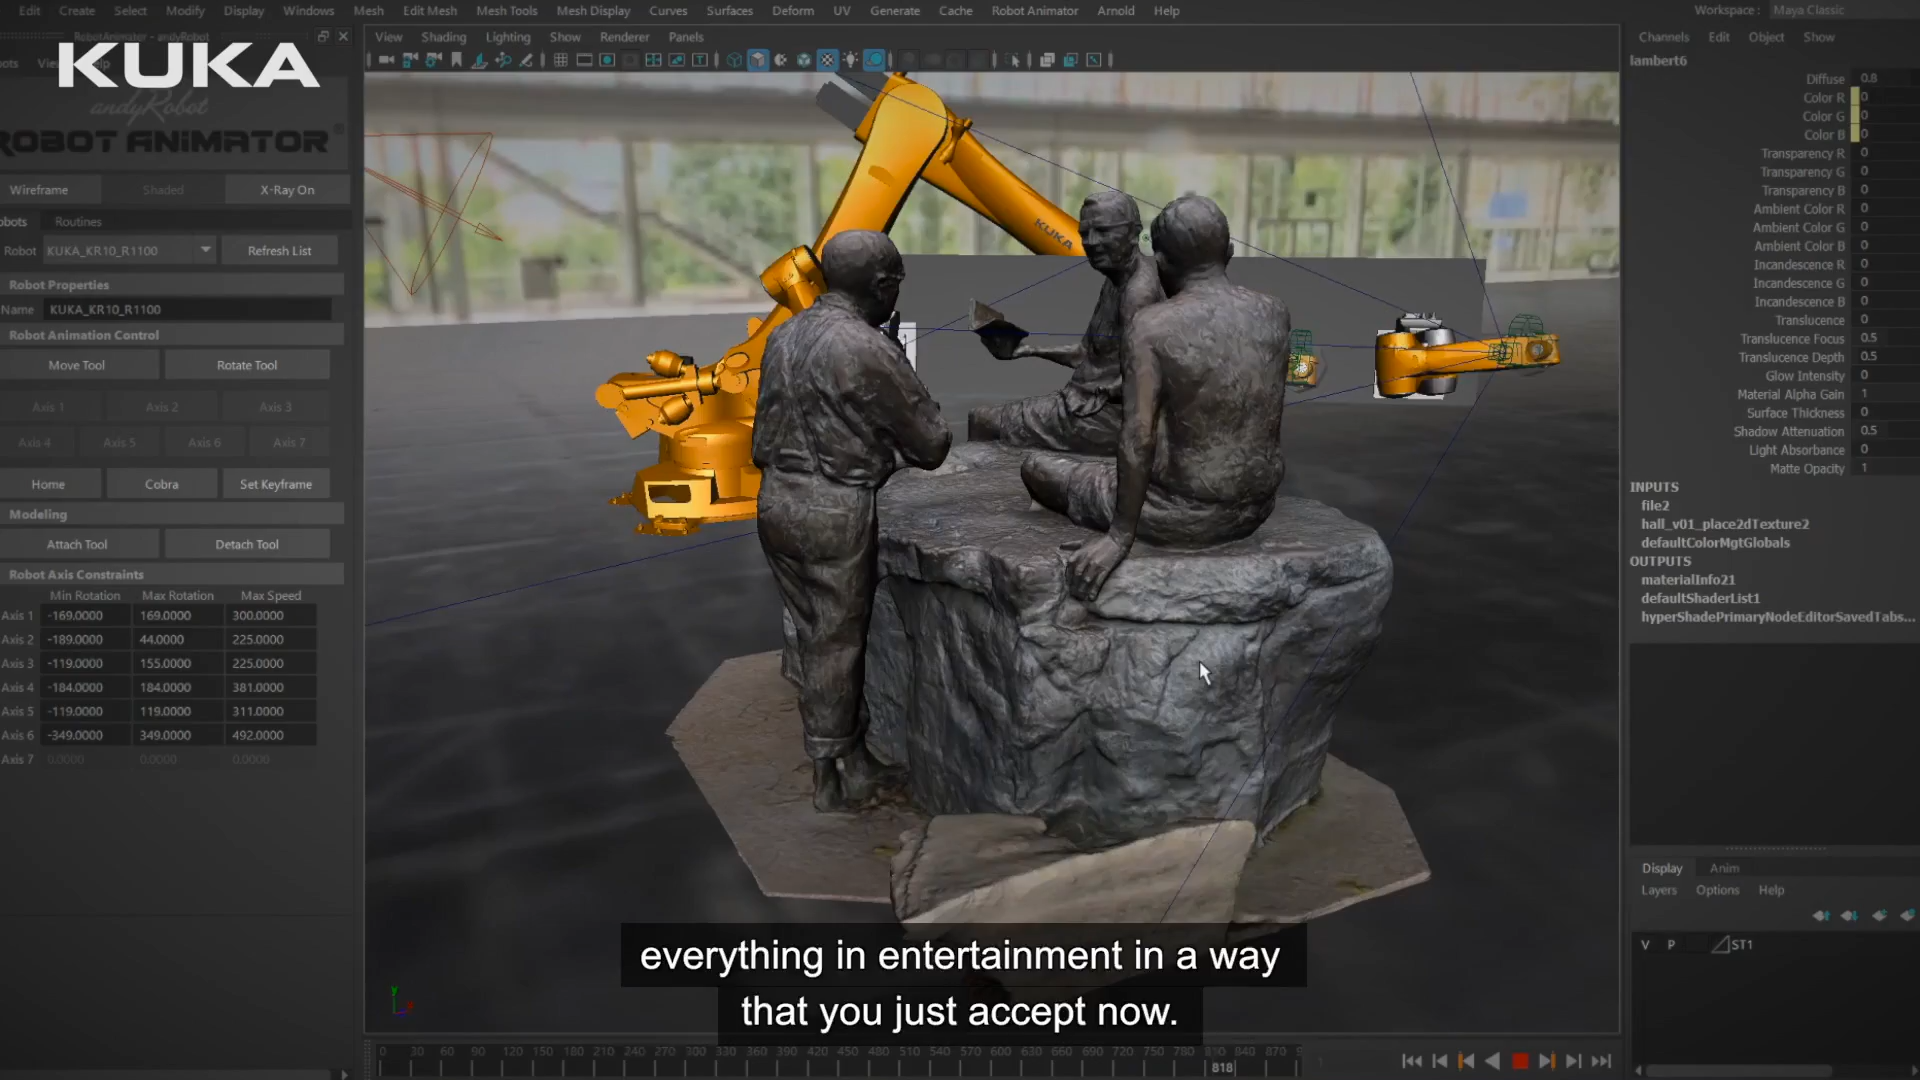 Edit Create Select Modify Display Windows Mesh Edit Mesh Mesh Tools Mesh Display Curves Surfaces Deform UV Generate Cache Robot Animator Arnold Help
Workspace : Maya Classic
RobotAnimator - andyRobot
KUKA
andyRobot
ROBOT ANIMATOR
Wireframe Shaded X-Ray On
Routines
Robot KUKA_KR10_R1100 Refresh List
Robot Properties
Name KUKA_KR10_R1100
Robot Animation Control
Move Tool Rotate Tool
Axis 1 Axis 2 Axis 3
Axis 4 Axis 5 Axis 6 Axis 7
Home Cobra Set Keyframe
Modeling
Attach Tool Detach Tool
Robot Axis Constraints
Min Rotation Max Rotation Max Speed
Axis 1 -169.0000 169.0000 300.0000
Axis 2 -189.0000 44.0000 225.0000
Axis 3 -119.0000 155.0000 225.0000
Axis 4 -184.0000 184.0000 381.0000
Axis 5 -119.0000 119.0000 311.0000
Axis 6 -349.0000 349.0000 492.0000
Axis 7 0.0000 0.0000 0.0000
View Shading Lighting Show Renderer Panels
KUKA
everything in entertainment in a way
that you just accept now.
0 30 60 90 120 150 180 210 240 270 300 330 360 390 420 450 480 510 540 570 600 630 660 690 720 750 780 810 840 870
818
Channels Edit Object Show
lambert6
Diffuse 0.8
Color R 0
Color G 0
Color B 0
Transparency R 0
Transparency G 0
Transparency B 0
Ambient Color R 0
Ambient Color G 0
Ambient Color B 0
Incandescence R 0
Incandescence G 0
Incandescence B 0
Translucence 0
Translucence Focus 0.5
Translucence Depth 0.5
Glow Intensity 0
Material Alpha Gain 1
Surface Thickness 0
Shadow Attenuation 0.5
Light Absorbance 0
Matte Opacity 1
INPUTS
file2
hall_v01_place2dTexture2
defaultColorMgtGlobals
OUTPUTS
materialInfo21
defaultShaderList1
hyperShadePrimaryNodeEditorSavedTabs...
Display Anim
Layers Options Help
V P ST1